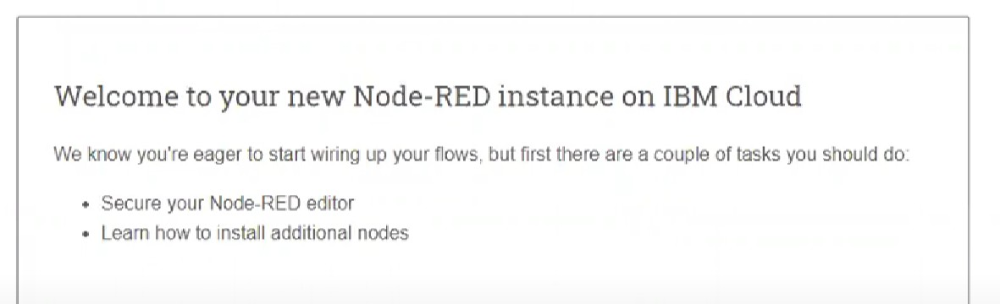 Welcome to your new Node-RED instance on IBM Cloud
We know you're eager to start wiring up your flows, but first there are a couple of tasks you should do:
• Secure your Node-RED editor
• Learn how to install additional nodes